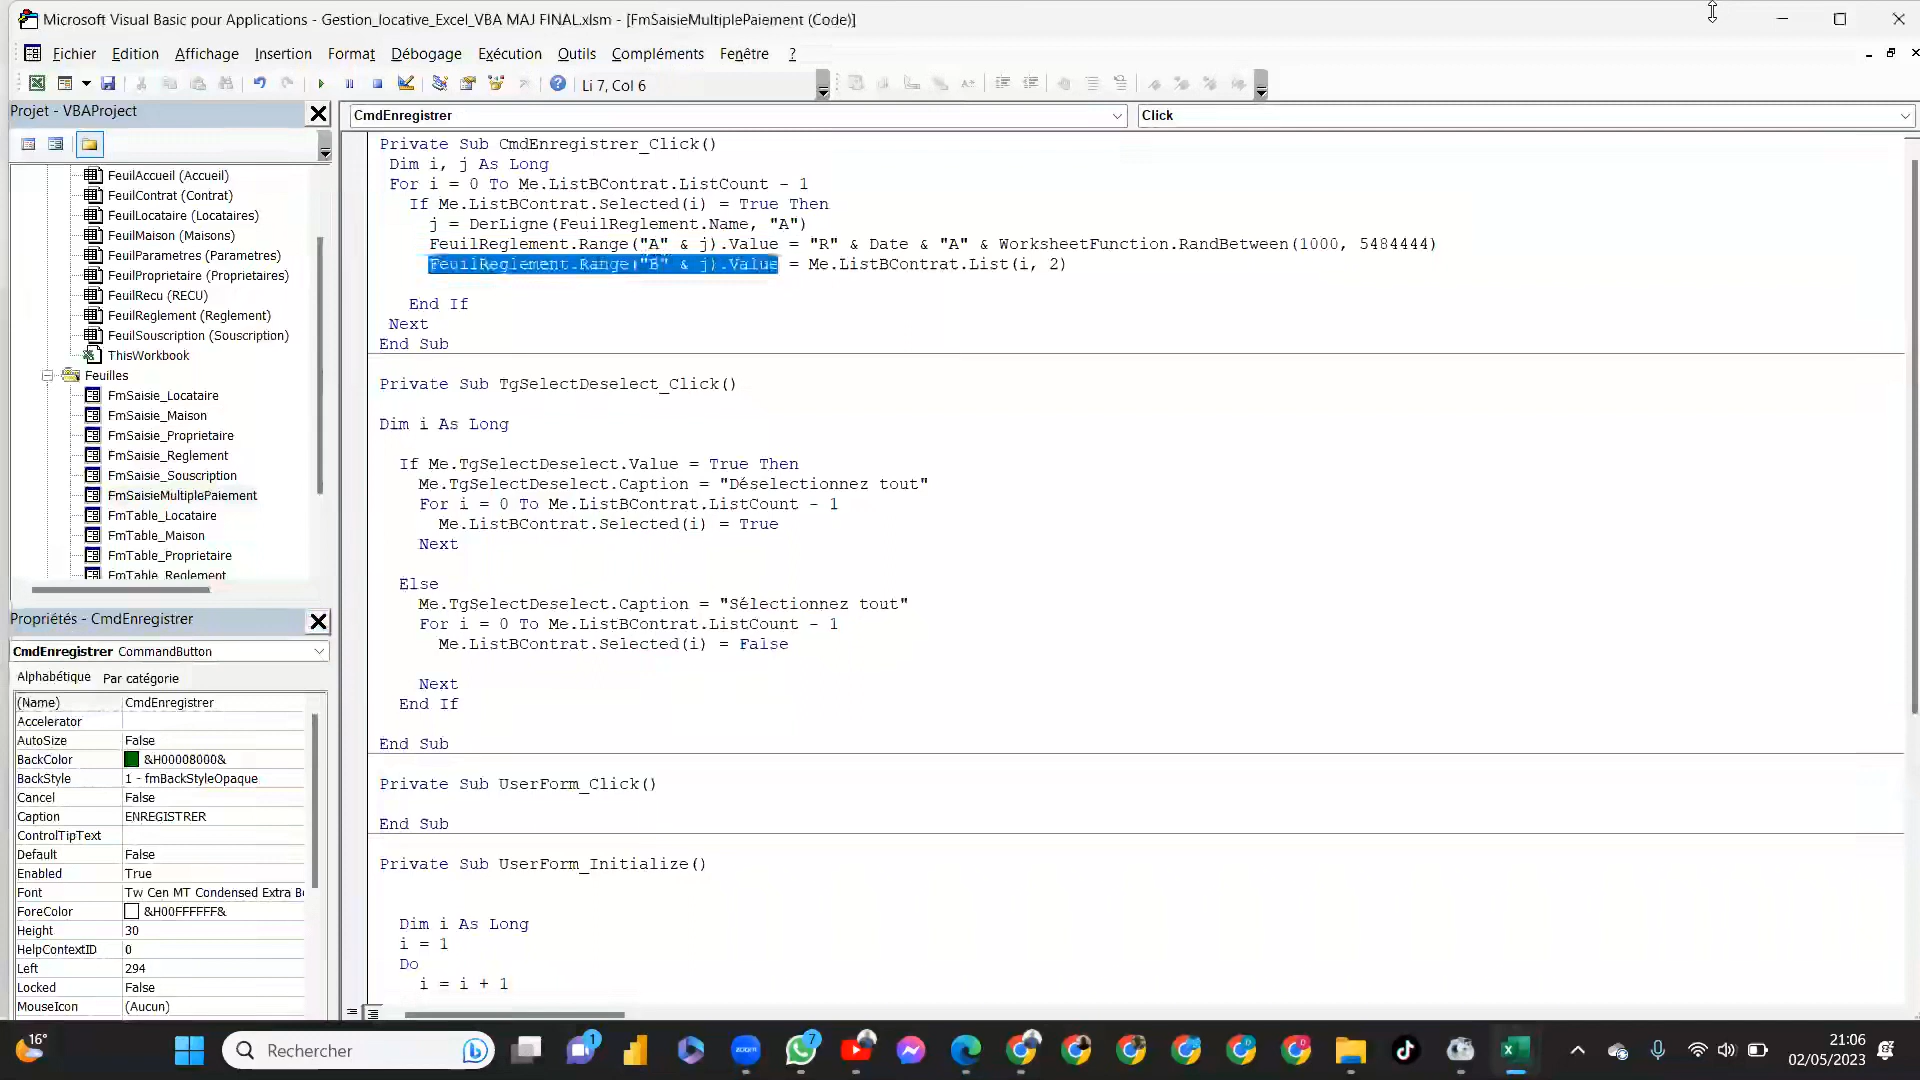 Microsoft Visual Basic pour Applications - Gestion_locative_Excel_VBA MAJ FINAL.xlsm - [FmSaisieMultiplePaiement (Code)]
Fichier Edition Affichage Insertion Format Débogage Exécution Outils Compléments Fenêtre ?
Li 7, Col 6
Projet - VBAProject
FeuilAccueil (Accueil)
FeuilContrat (Contrat)
FeuilLocataire (Locataires)
FeuilMaison (Maisons)
FeuilParametres (Parametres)
FeuilProprietaire (Proprietaires)
FeuilRecu (RECU)
FeuilReglement (Reglement)
FeuilSouscription (Souscription)
ThisWorkbook
Feuilles
FmSaisie_Locataire
FmSaisie_Maison
FmSaisie_Proprietaire
FmSaisie_Reglement
FmSaisie_Souscription
FmSaisieMultiplePaiement
FmTable_Locataire
FmTable_Maison
FmTable_Proprietaire
FmTable_Reglement
Propriétés - CmdEnregistrer
CmdEnregistrer CommandButton
Alphabétique Par catégorie
(Name) CmdEnregistrer
Accelerator
AutoSize False
BackColor &H00008000&
BackStyle 1 - fmBackStyleOpaque
Cancel False
Caption ENREGISTRER
ControlTipText
Default False
Enabled True
Font Tw Cen MT Condensed Extra B
ForeColor &H00FFFFFF&
Height 30
HelpContextID 0
Left 294
Locked False
MouseIcon (Aucun)
CmdEnregistrer Click
Private Sub CmdEnregistrer_Click()
Dim i, j As Long
For i = 0 To Me.ListBContrat.ListCount - 1
If Me.ListBContrat.Selected(i) = True Then
j = DerLigne(FeuilReglement.Name, "A")
FeuilReglement.Range("A" & j).Value = "R" & Date & "A" & WorksheetFunction.RandBetween(1000, 5484444)
FeuilReglement.Range("B" & j).Value = Me.ListBContrat.List(i, 2)
End If
Next
End Sub
Private Sub TgSelectDeselect_Click()
Dim i As Long
If Me.TgSelectDeselect.Value = True Then
Me.TgSelectDeselect.Caption = "Déselectionnez tout"
For i = 0 To Me.ListBContrat.ListCount - 1
Me.ListBContrat.Selected(i) = True
Next
Else
Me.TgSelectDeselect.Caption = "Sélectionnez tout"
For i = 0 To Me.ListBContrat.ListCount - 1
Me.ListBContrat.Selected(i) = False
Next
End If
End Sub
Private Sub UserForm_Click()
End Sub
Private Sub UserForm_Initialize()
Dim i As Long
i = 1
Do
i = i + 1
16°
Rechercher
1
zoom
7
21:06
02/05/2023